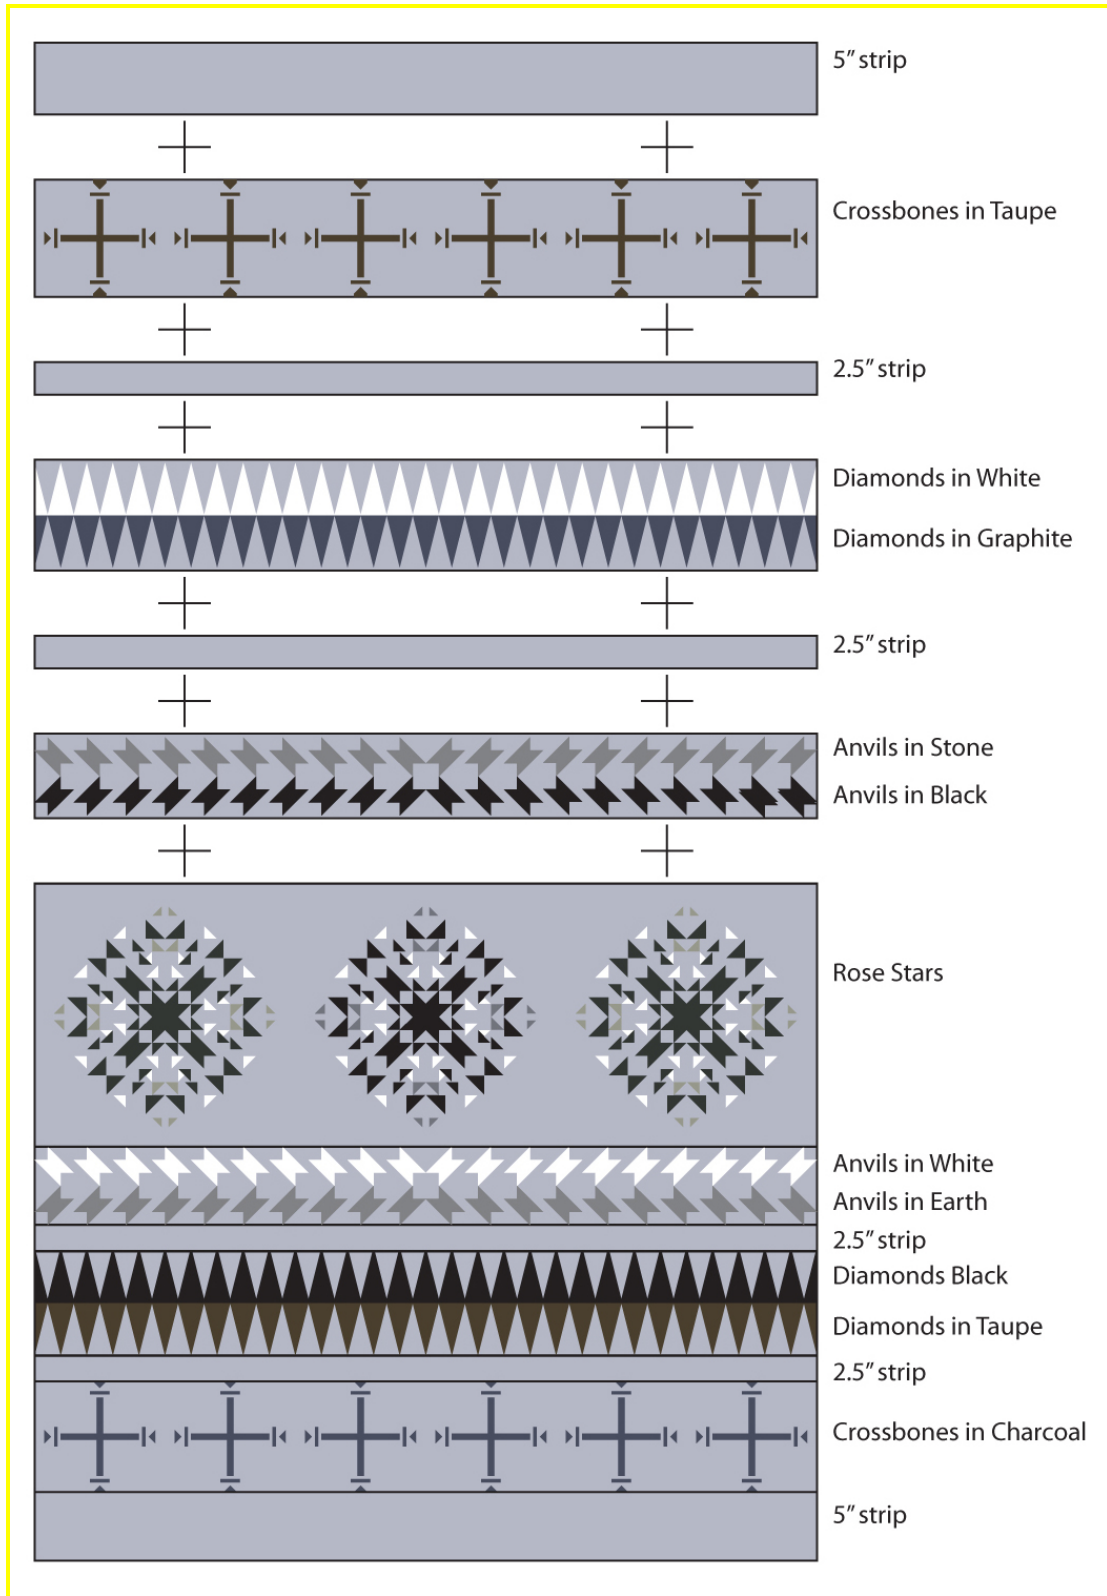 5” strip
Crossbones in Taupe
2.5” strip
Diamonds in White
Diamonds in Graphite
2.5” strip
Anvils in Stone
Anvils in Black
Rose Stars
Anvils in White
Anvils in Earth
2.5” strip
Diamonds Black
Diamonds in Taupe
2.5” strip
Crossbones in Charcoal
5” strip